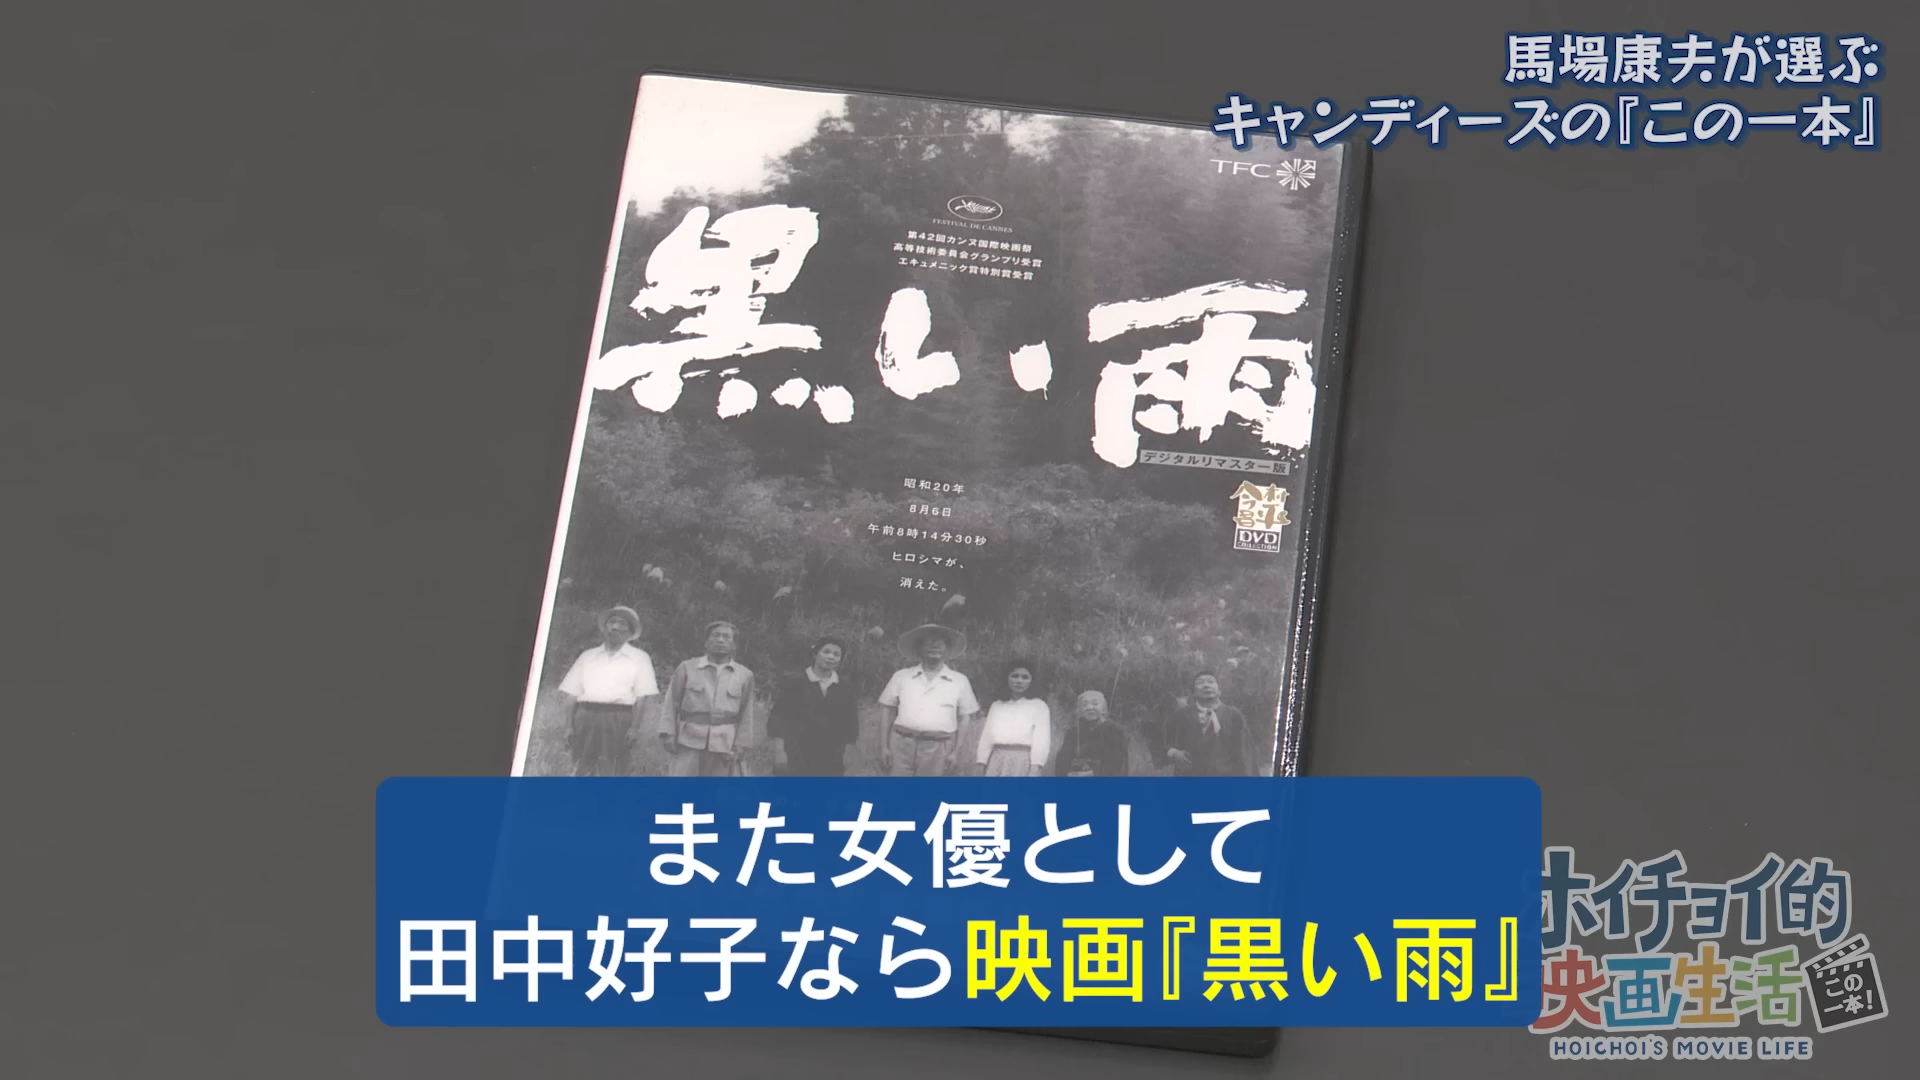 馬場康夫が選ぶ
キャンディーズの『この一本』
TFC
FESTIVAL DE CANNES
第42回カンヌ国際映画祭
高等技術委員会グランプリ受賞
エキュメニック賞特別賞受賞
黒い雨
デジタルリマスター版
今村昌平
DVD
COLLECTION
昭和20年
8月6日
午前8時14分30秒
ヒロシマが、
消えた。
また女優として
田中好子なら映画『黒い雨』
ホイチョイ的
映画生活
この
一本!
HOICHOI'S MOVIE LIFE